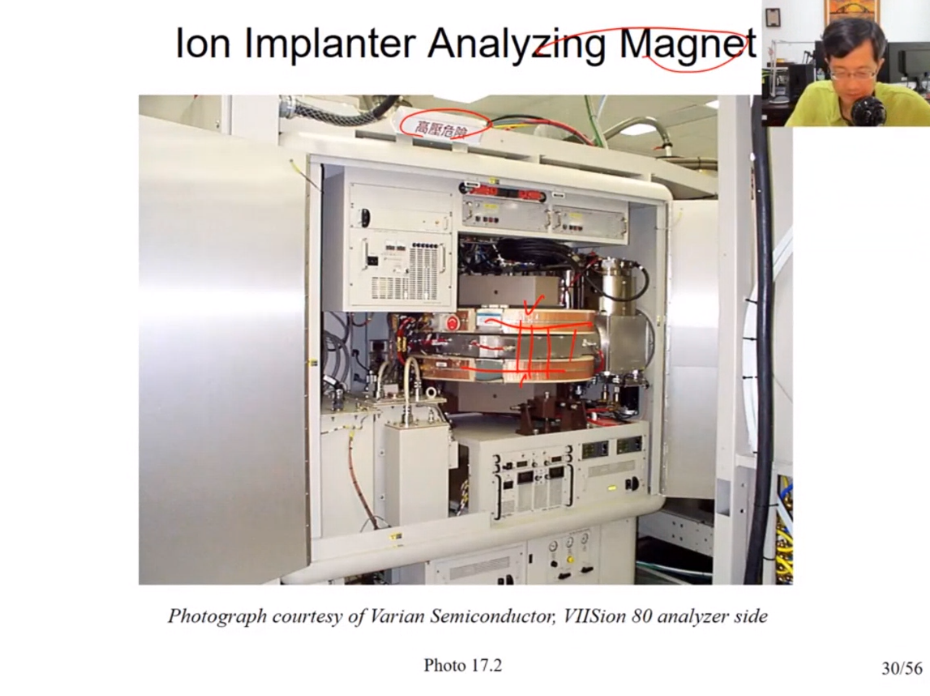 Ion Implanter Analyzing Magnet
高壓危險
Photograph courtesy of Varian Semiconductor, VIISion 80 analyzer side
Photo 17.2
30/56